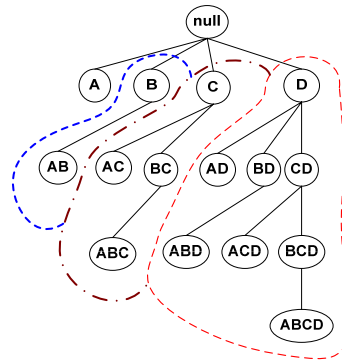 null
A B C D
AB AC BC AD BD CD
ABC ABD ACD BCD
ABCD